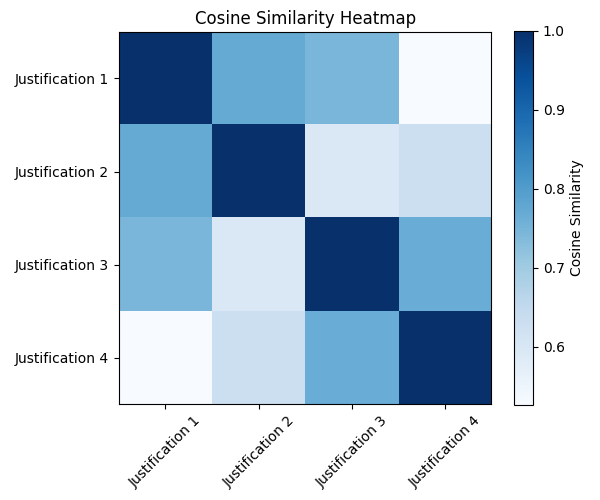 Cosine Similarity Heatmap
Justification 1
Justification 2
Justification 3
Justification 4
Justification 1
Justification 2
Justification 3
Justification 4
1.0
0.9
0.8
0.7
0.6
Cosine Similarity